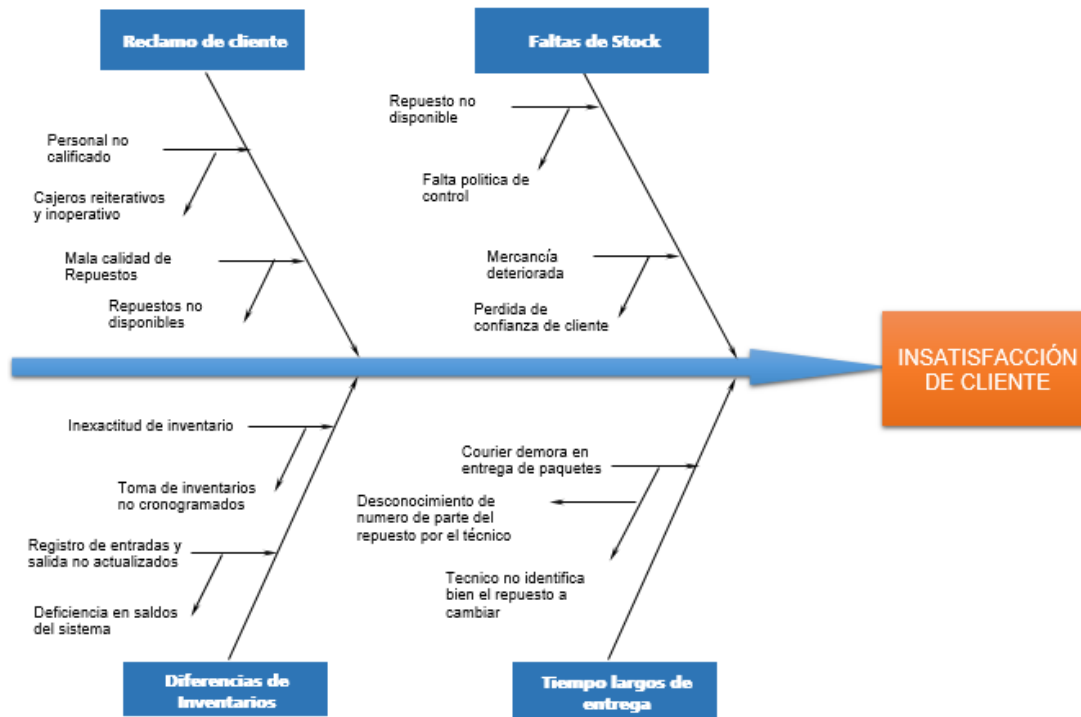 Reclamo de cliente
Faltas de Stock
Repuesto no
disponible
Personal no
calificado
Falta politica de
control
Cajeros reiterativos
y inoperativo
Mala calidad de
Repuestos
Mercancía
deteriorada
Repuestos no
disponibles
Perdida de
confianza de cliente
INSATISFACCIÓN
DE CLIENTE
Inexactitud de inventario
Courier demora en
entrega de paquetes
Toma de inventarios
no cronogramados
Desconocimiento de
numero de parte del
repuesto por el técnico
Registro de entradas y
salida no actualizados
Tecnico no identifica
bien el repuesto a
cambiar
Deficiencia en saldos
del sistema
Diferencias de
Inventarios
Tiempo largos de
entrega